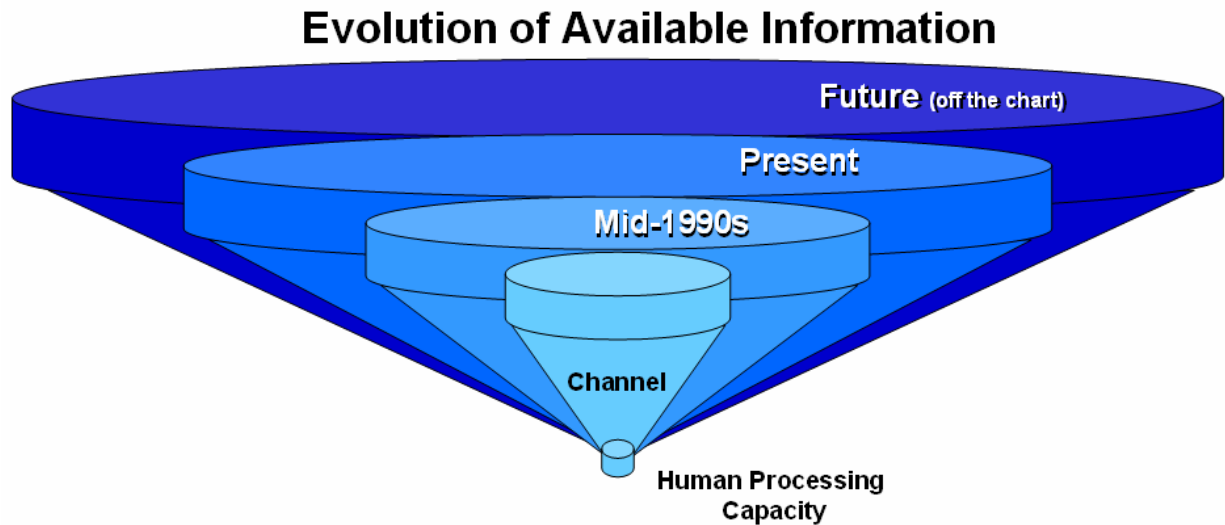 Evolution of Available Information
Future (off the chart)
Present
Mid-1990s
Channel
Human Processing
Capacity